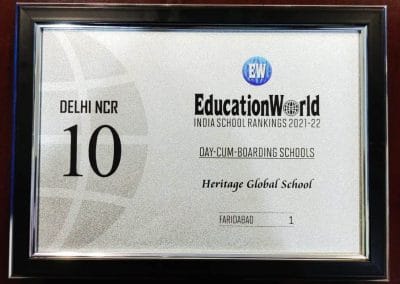 EW
DELHI NCR
10
EducationWorld
INDIA SCHOOL RANKINGS 2021-22
DAY-CUM-BOARDING SCHOOLS
Heritage Global School
FARIDABAD 1